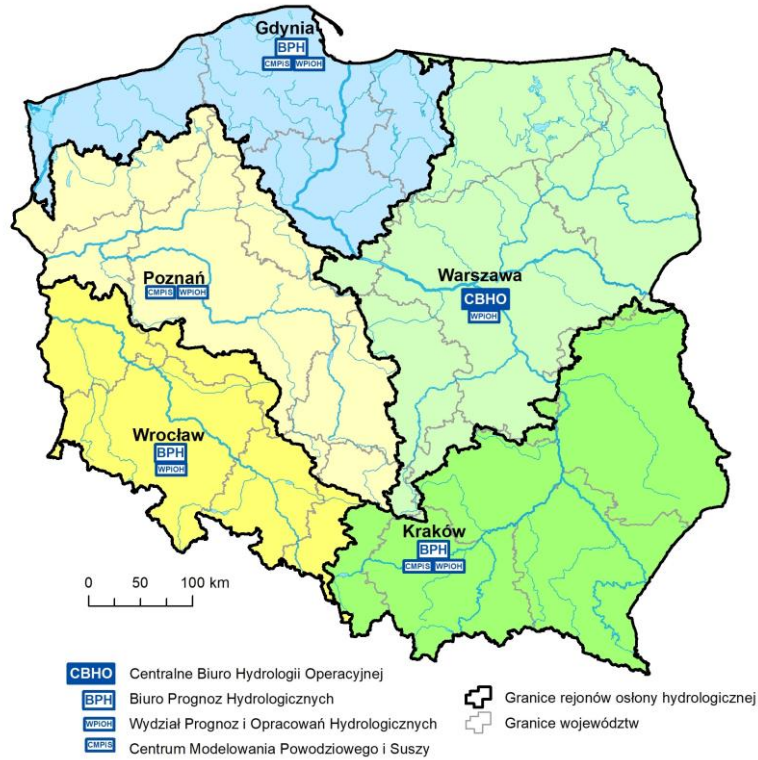 Gdynia
BPH
CMPiS WPiOH
Poznań
CMPiS WPiOH
Warszawa
CBHO
WPiOH
Wrocław
BPH
WPiOH
Kraków
BPH
CMPiS WPiOH
0 50 100 km
CBHO Centralne Biuro Hydrologii Operacyjnej
BPH Biuro Prognoz Hydrologicznych
WPiOH Wydział Prognoz i Opracowań Hydrologicznych
CMPiS Centrum Modelowania Powodziowego i Suszy
Granice rejonów osłony hydrologicznej
Granice województw